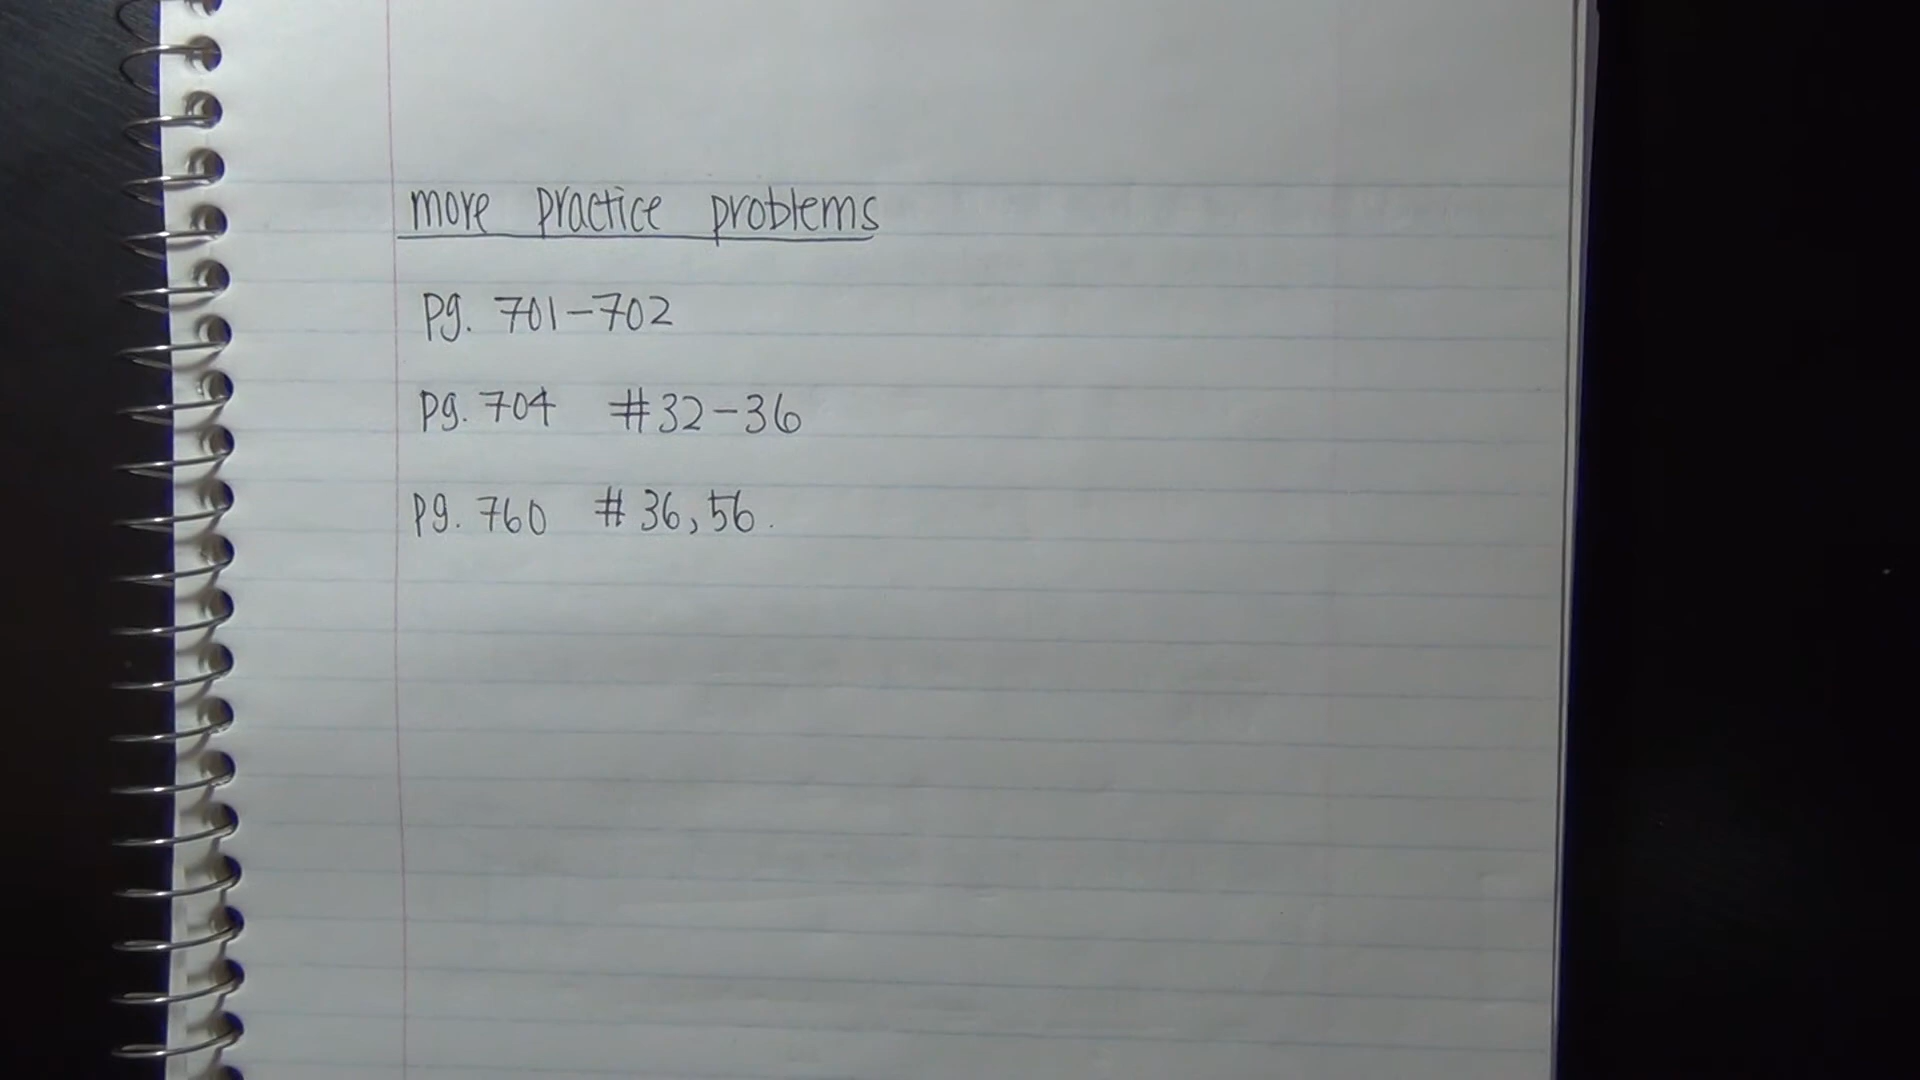 more practice problems
pg. 701-702
pg. 704 #32-36
pg. 760 # 36, 56.